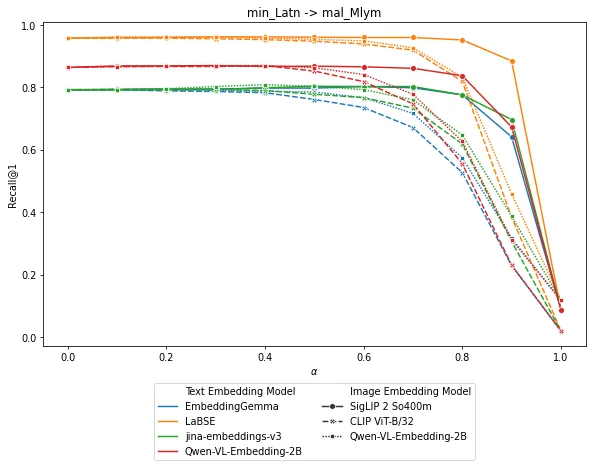 min_Latn -> mal_Mlym
1.0
0.8
0.6
0.4
0.2
0.0
Recall@1
0.0 0.2 0.4 0.6 0.8 1.0
α
Text Embedding Model Image Embedding Model
EmbeddingGemma SigLIP 2 So400m
LaBSE CLIP ViT-B/32
jina-embeddings-v3 Qwen-VL-Embedding-2B
Qwen-VL-Embedding-2B